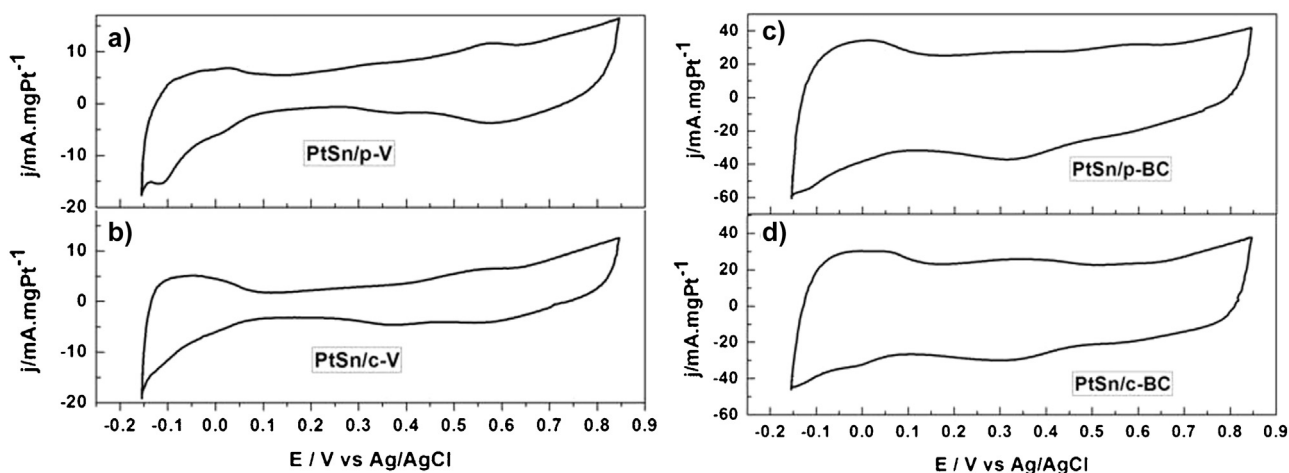 a)
10
0
-10
-20
j/mA.mgPt⁻¹
PtSn/p-V
b)
10
0
-10
-20
j/mA.mgPt⁻¹
PtSn/c-V
-0.2 -0.1 0.0 0.1 0.2 0.3 0.4 0.5 0.6 0.7 0.8 0.9
E / V vs Ag/AgCl
c)
40
20
0
-20
-40
-60
j/mA.mgPt⁻¹
PtSn/p-BC
d)
40
20
0
-20
-40
-60
j/mA.mgPt⁻¹
PtSn/c-BC
-0.2 -0.1 0.0 0.1 0.2 0.3 0.4 0.5 0.6 0.7 0.8 0.9
E / V vs Ag/AgCl